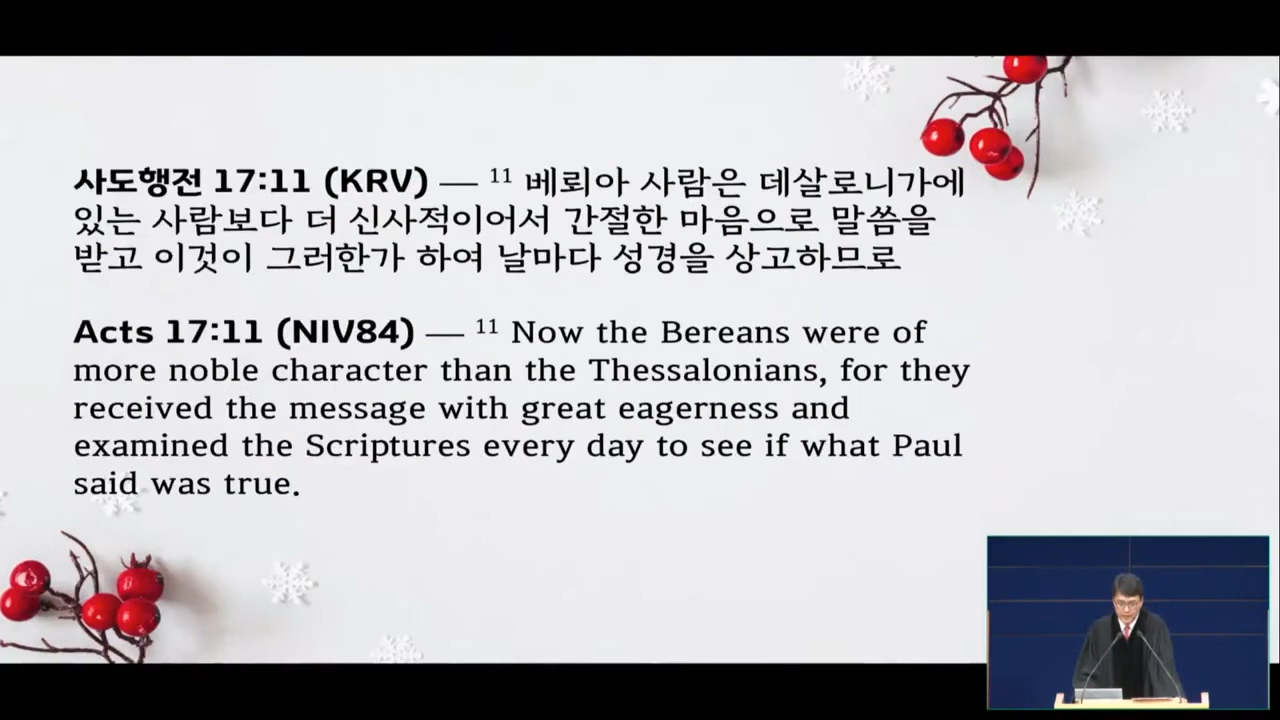 사도행전 17:11 (KRV) — 11 베뢰아 사람은 데살로니가에
있는 사람보다 더 신사적이어서 간절한 마음으로 말씀을
받고 이것이 그러한가 하여 날마다 성경을 상고하므로
Acts 17:11 (NIV84) — 11 Now the Bereans were of
more noble character than the Thessalonians, for they
received the message with great eagerness and
examined the Scriptures every day to see if what Paul
said was true.